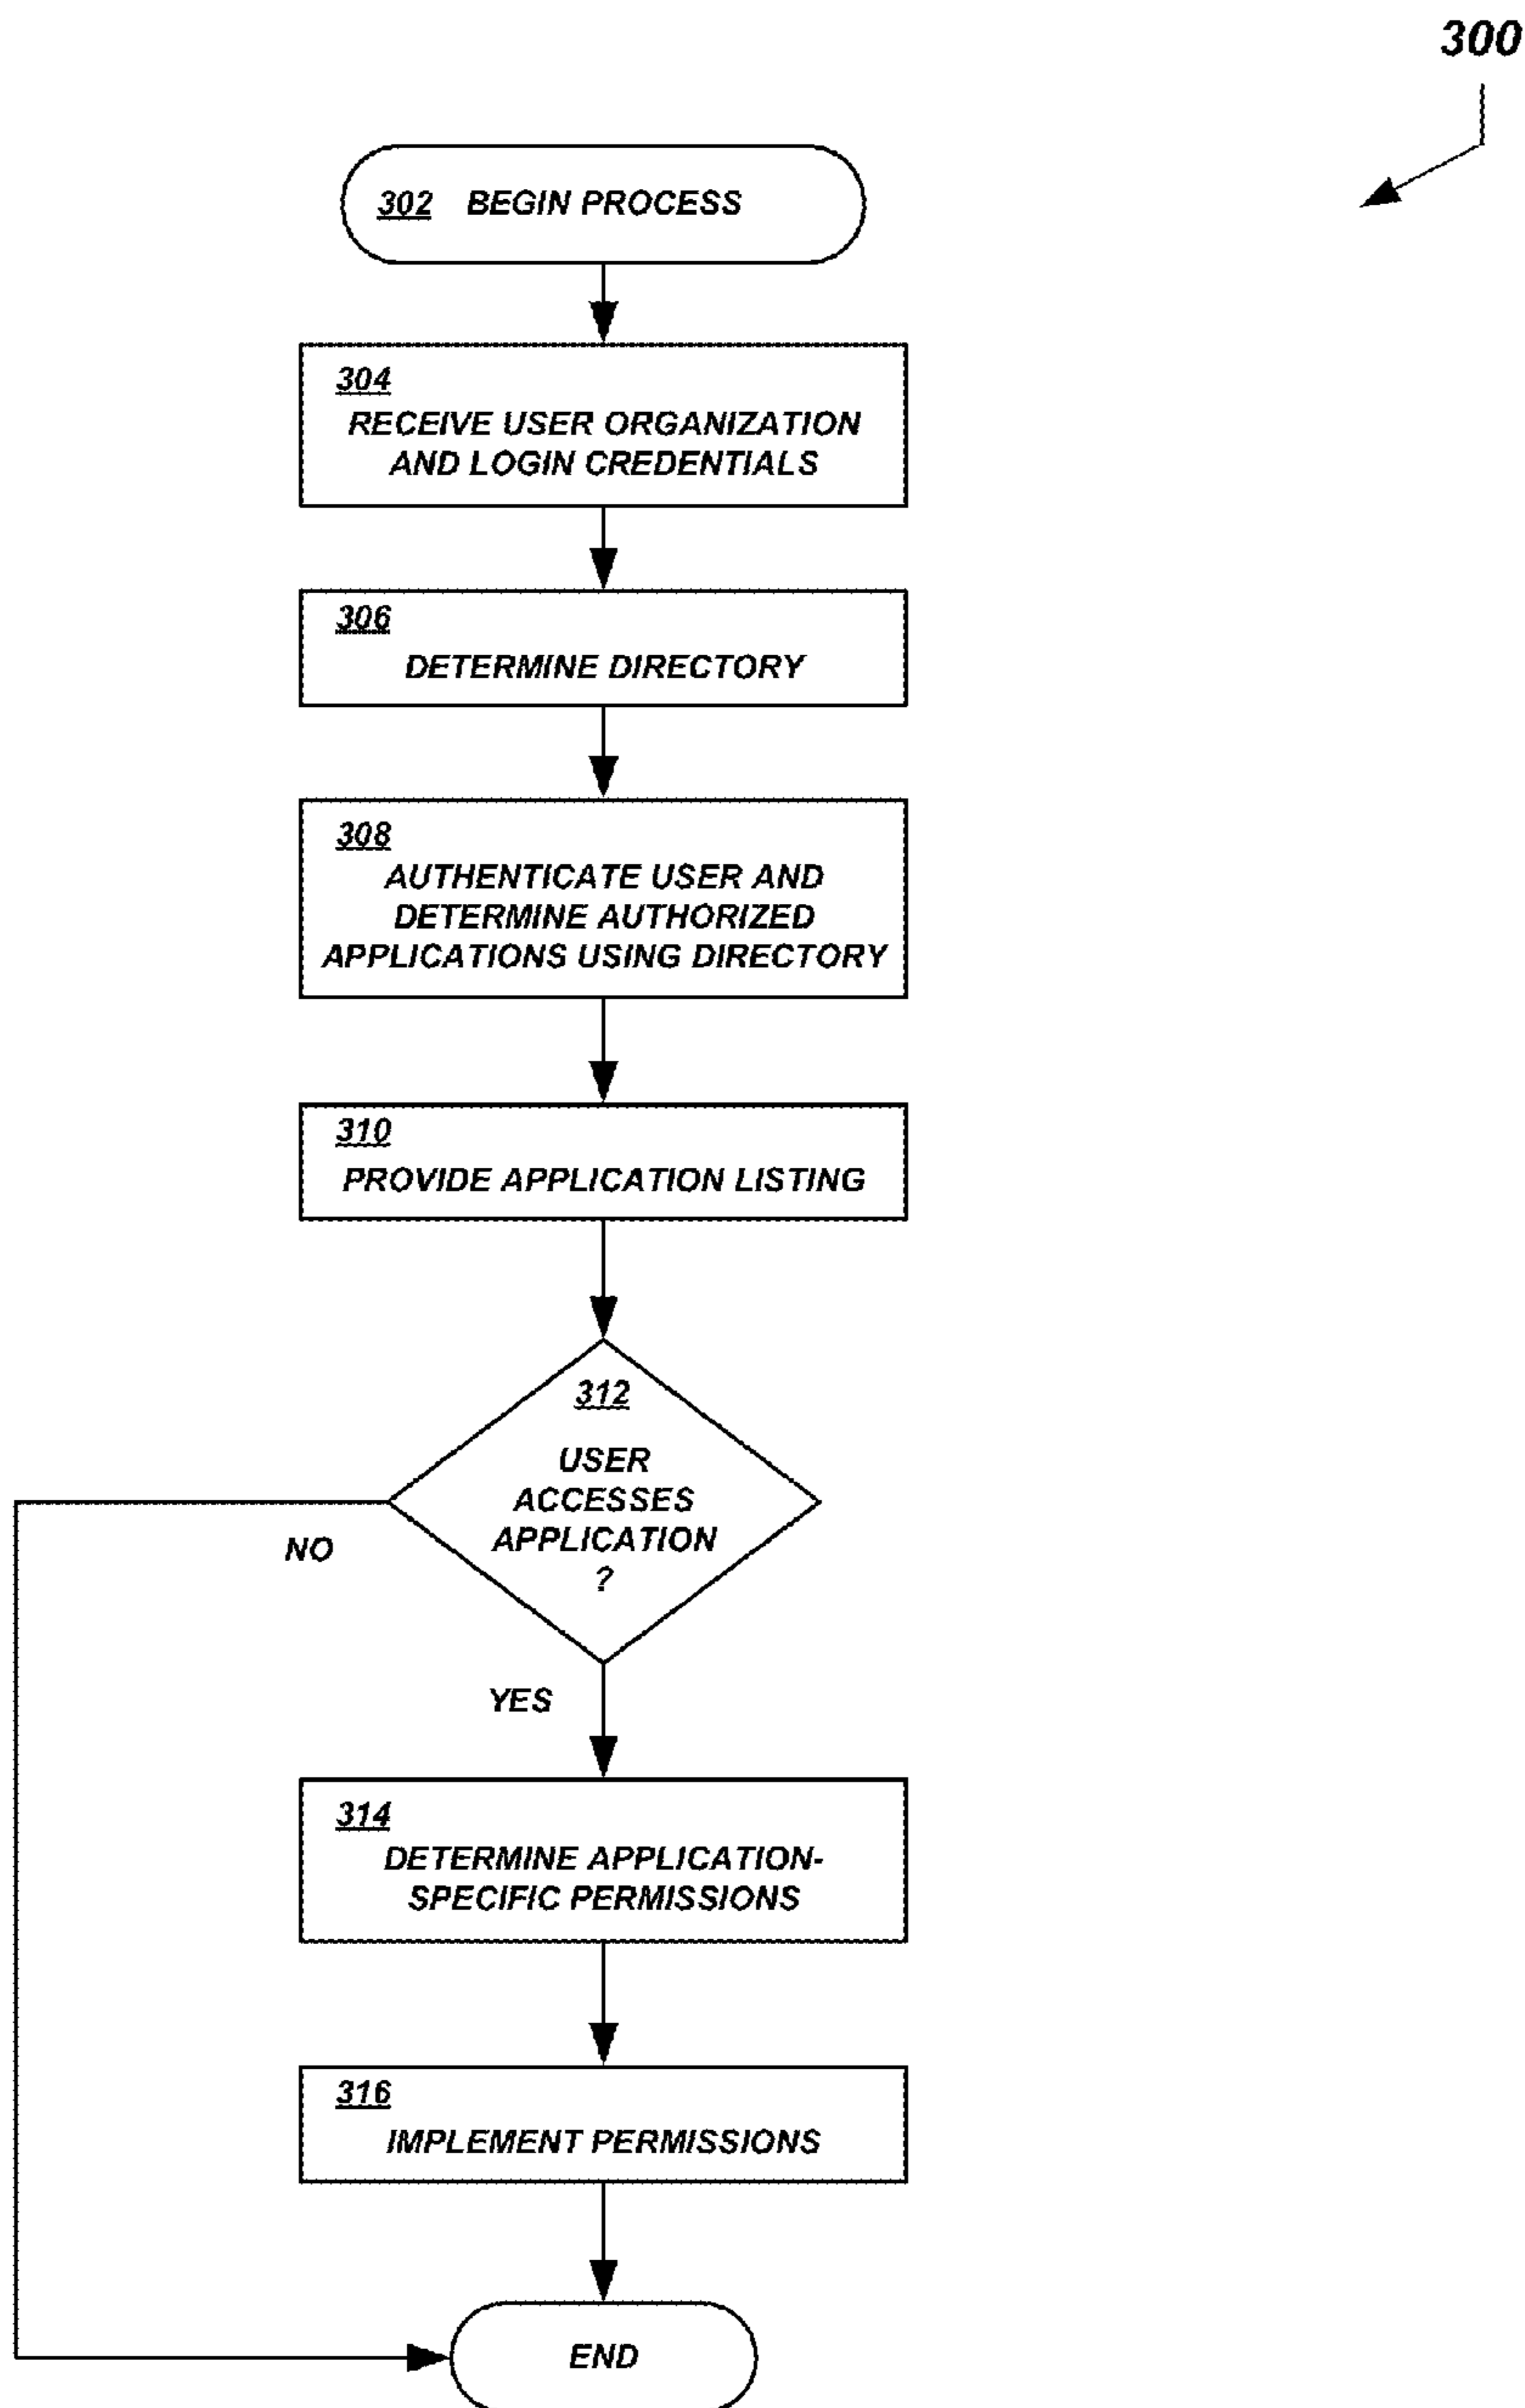 300
302 BEGIN PROCESS
304
RECEIVE USER ORGANIZATION
AND LOGIN CREDENTIALS
306
DETERMINE DIRECTORY
308
AUTHENTICATE USER AND
DETERMINE AUTHORIZED
APPLICATIONS USING DIRECTORY
310
PROVIDE APPLICATION LISTING
312
USER
ACCESSES
APPLICATION
?
NO
YES
314
DETERMINE APPLICATION-
SPECIFIC PERMISSIONS
316
IMPLEMENT PERMISSIONS
END